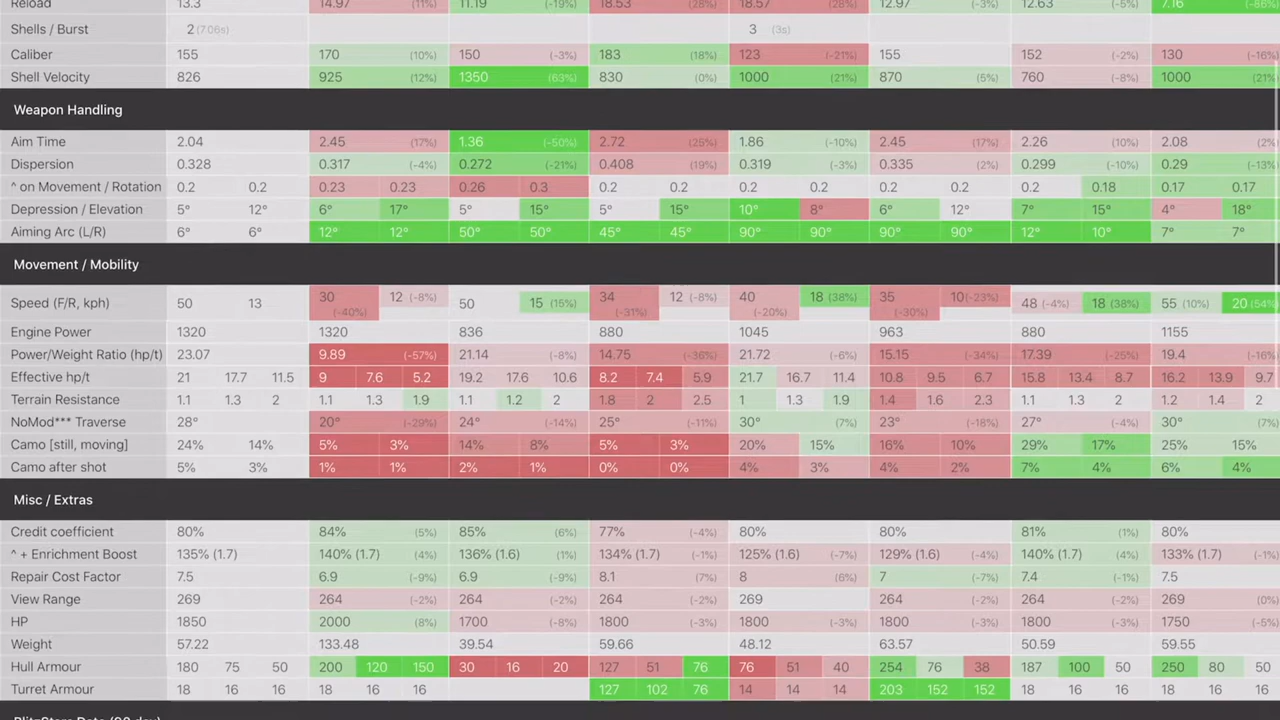 Reload 13.3 14.97 (11%) 11.19 (-19%) 18.53 (28%) 18.57 (28%) 12.97 (-3%) 12.63 (-5%) 7.16 (-86%)
Shells / Burst 2 (7.06s) 3 (3s)
Caliber 155 170 (10%) 150 (-3%) 183 (18%) 123 (-21%) 155 152 (-2%) 130 (-16%)
Shell Velocity 826 925 (12%) 1350 (63%) 830 (0%) 1000 (21%) 870 (5%) 760 (-8%) 1000 (21%)
Weapon Handling
Aim Time 2.04 2.45 (17%) 1.36 (-50%) 2.72 (25%) 1.86 (-10%) 2.45 (17%) 2.26 (10%) 2.08 (2%)
Dispersion 0.328 0.317 (-4%) 0.272 (-21%) 0.408 (19%) 0.319 (-3%) 0.335 (2%) 0.299 (-10%) 0.29 (-13%)
^ on Movement / Rotation 0.2 0.2 0.23 0.23 0.26 0.3 0.2 0.2 0.2 0.2 0.2 0.2 0.2 0.18 0.17 0.17
Depression / Elevation 5° 12° 6° 17° 5° 15° 5° 15° 10° 8° 6° 12° 7° 15° 4° 18°
Aiming Arc (L/R) 6° 6° 12° 12° 50° 50° 45° 45° 90° 90° 90° 90° 12° 10° 7° 7°
Movement / Mobility
Speed (F/R, kph) 50 13 30 (-40%) 12 (-8%) 50 15 (15%) 34 (-31%) 12 (-8%) 40 (-20%) 18 (38%) 35 (-30%) 10 (-23%) 48 (-4%) 18 (38%) 55 (10%) 20 (54%)
Engine Power 1320 1320 836 880 1045 963 880 1155
Power/Weight Ratio (hp/t) 23.07 9.89 (-57%) 21.14 (-8%) 14.75 (-36%) 21.72 (-6%) 15.15 (-34%) 17.39 (-25%) 19.4 (-16%)
Effective hp/t 21 17.7 11.5 9 7.6 5.2 19.2 17.6 10.6 8.2 7.4 5.9 21.7 16.7 11.4 10.8 9.5 6.7 15.8 13.4 8.7 16.2 13.9 9.7
Terrain Resistance 1.1 1.3 2 1.1 1.3 1.9 1.1 1.2 2 1.8 2 2.5 1 1.3 1.9 1.4 1.6 2.3 1.1 1.3 2 1.2 1.4 2
NoMod*** Traverse 28° 20° (-29%) 24° (-14%) 25° (-11%) 30° (7%) 23° (-18%) 27° (-4%) 30° (7%)
Camo [still, moving] 24% 14% 5% 3% 14% 8% 5% 3% 20% 15% 16% 10% 29% 17% 25% 15%
Camo after shot 5% 3% 1% 1% 2% 1% 0% 0% 4% 3% 4% 2% 7% 4% 6% 4%
Misc / Extras
Credit coefficient 80% 84% (5%) 85% (6%) 77% (-4%) 80% 80% 81% (1%) 80%
^ + Enrichment Boost 135% (1.7) 140% (1.7) (4%) 136% (1.6) (1%) 134% (1.7) (-1%) 125% (1.6) (-7%) 129% (1.6) (-4%) 140% (1.7) (4%) 133% (1.7) (-1%)
Repair Cost Factor 7.5 6.9 (-9%) 6.9 (-9%) 8.1 (7%) 8 (6%) 7 (-7%) 7.4 (-1%) 7.5
View Range 269 264 (-2%) 264 (-2%) 264 (-2%) 269 264 (-2%) 264 (-2%) 269 (0%)
HP 1850 2000 (8%) 1700 (-8%) 1800 (-3%) 1800 (-3%) 1800 (-3%) 1800 (-3%) 1750 (-5%)
Weight 57.22 133.48 39.54 59.66 48.12 63.57 50.59 59.55
Hull Armour 180 75 50 200 120 150 30 16 20 127 51 76 76 51 40 254 76 38 187 100 50 250 80 50
Turret Armour 18 16 16 18 16 16 127 102 76 14 14 14 203 152 152 18 16 16 18 16 16
BlitzStars Data (90 day)